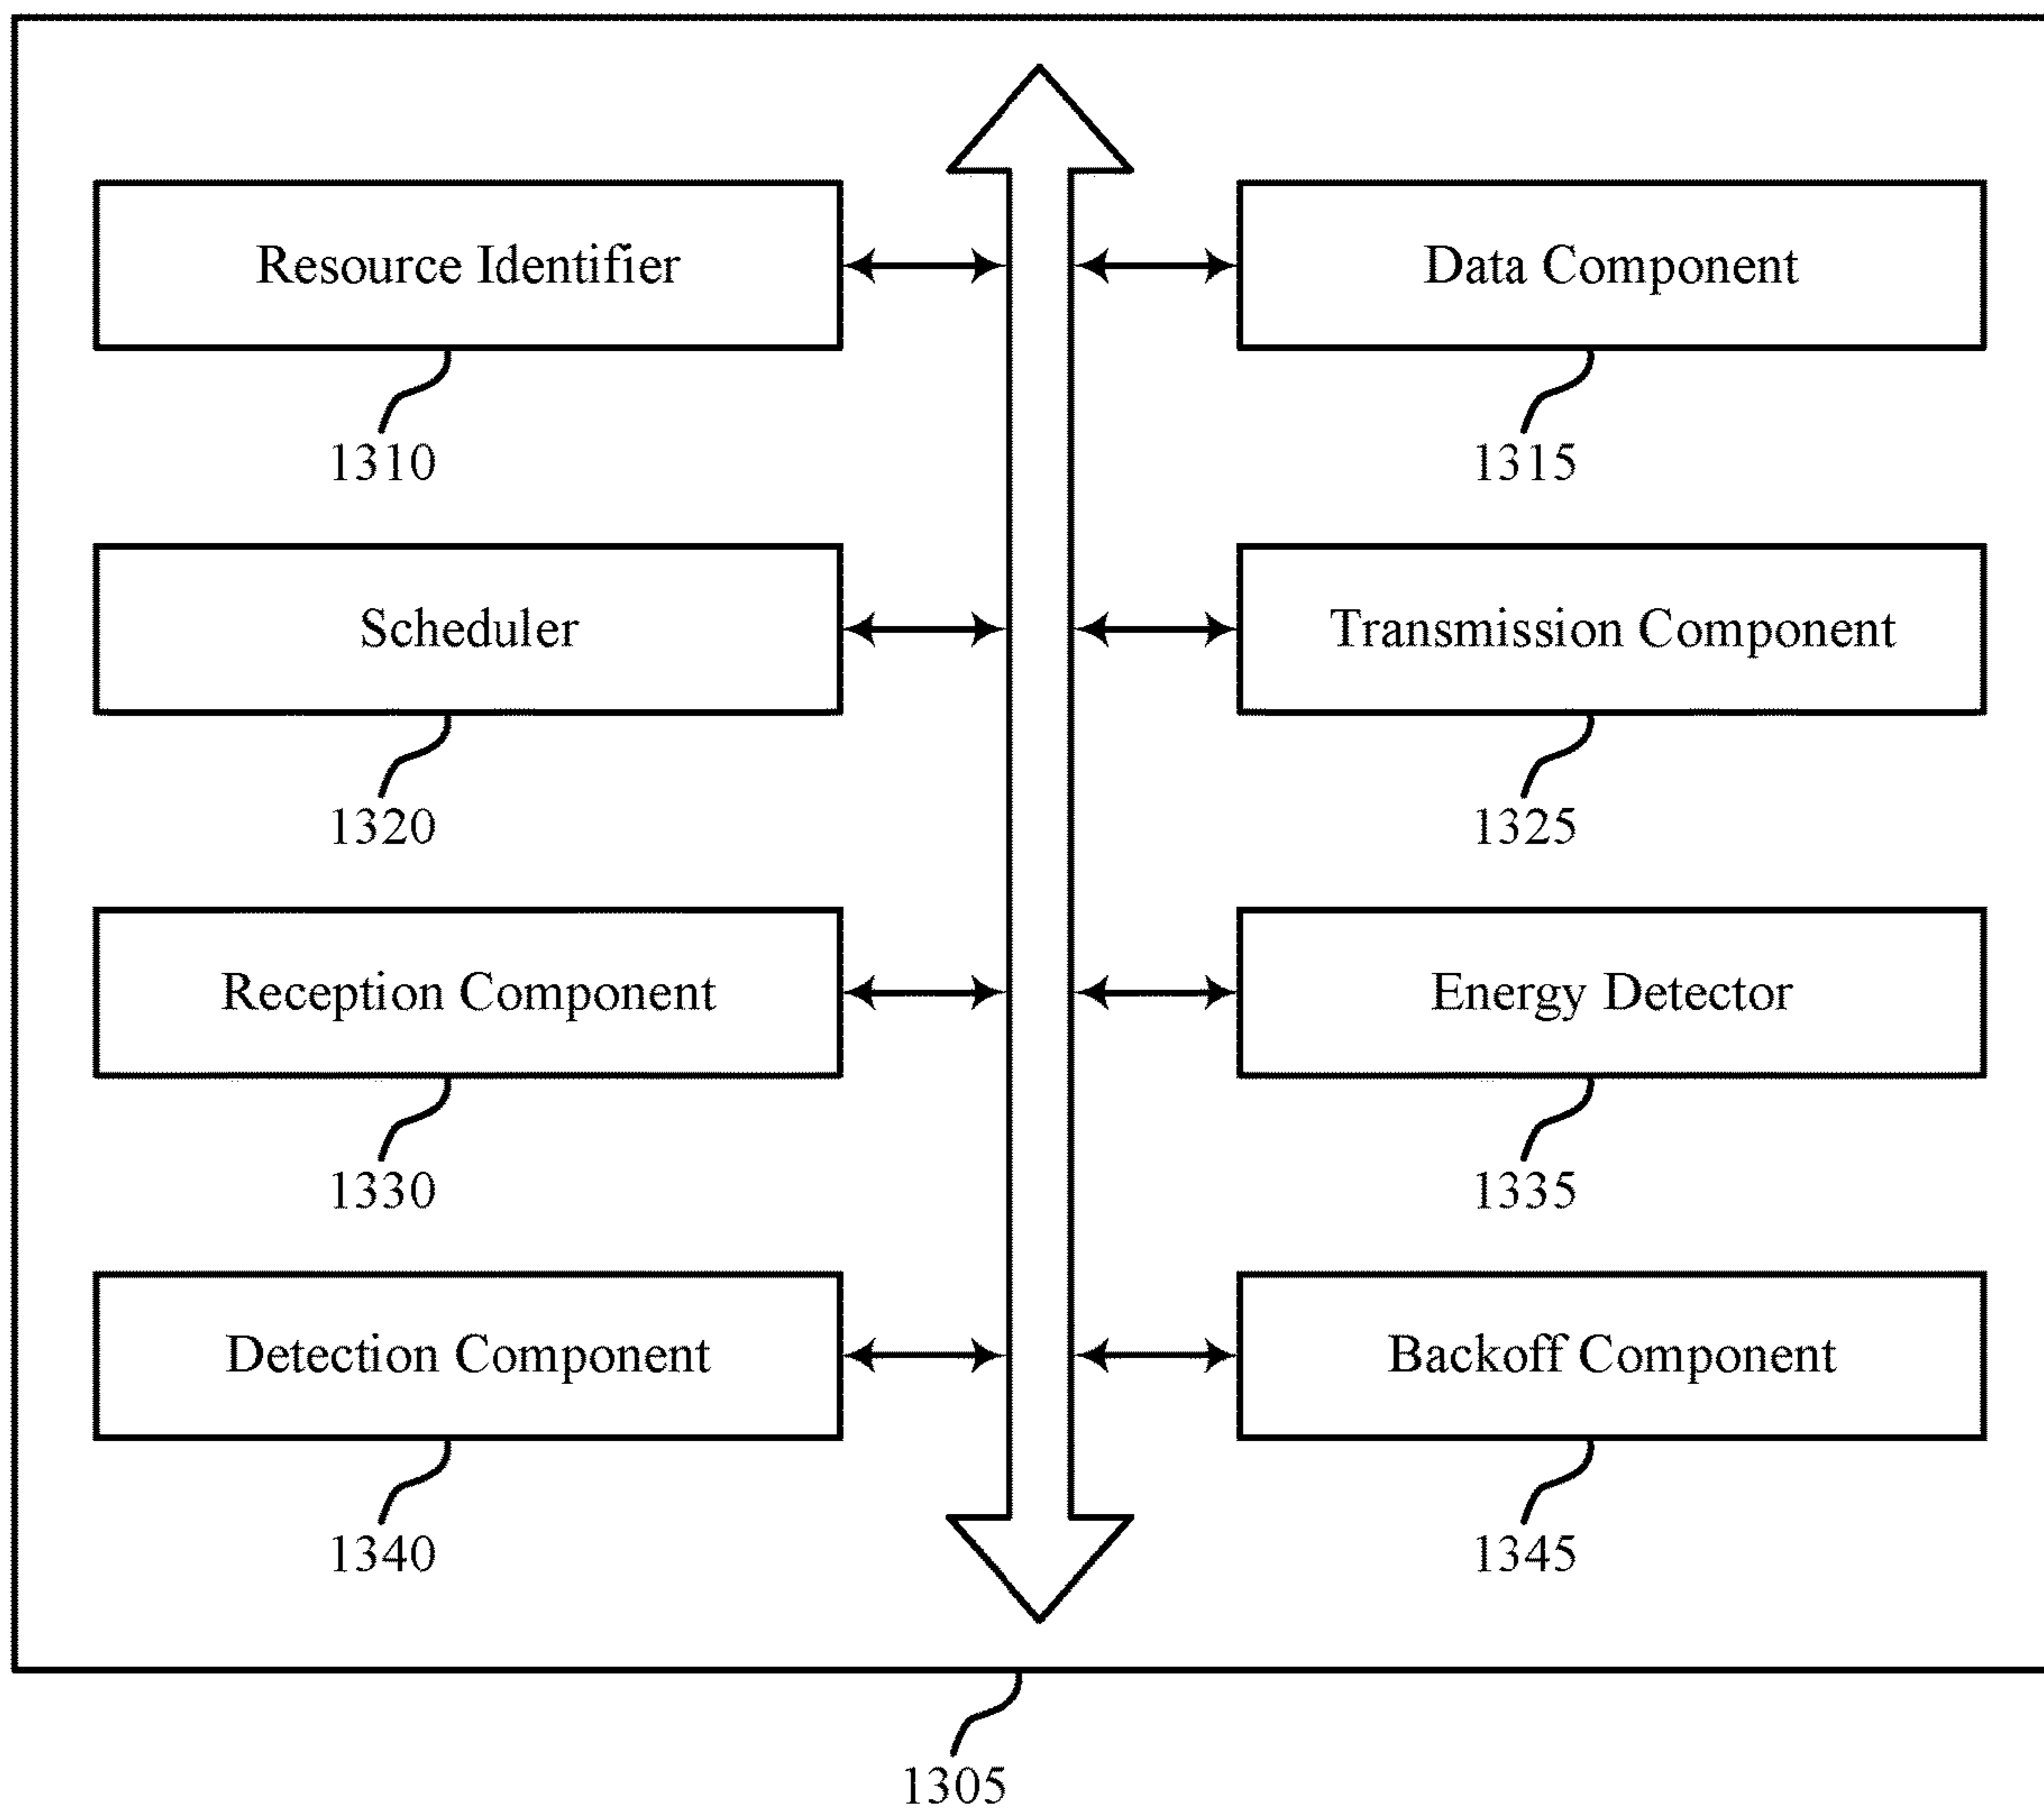 Resource Identifier
Data Component
1310
1315
Scheduler
Transmission Component
1320
1325
Reception Component
Energy Detector
1330
1335
Detection Component
Backoff Component
1340
1345
1305